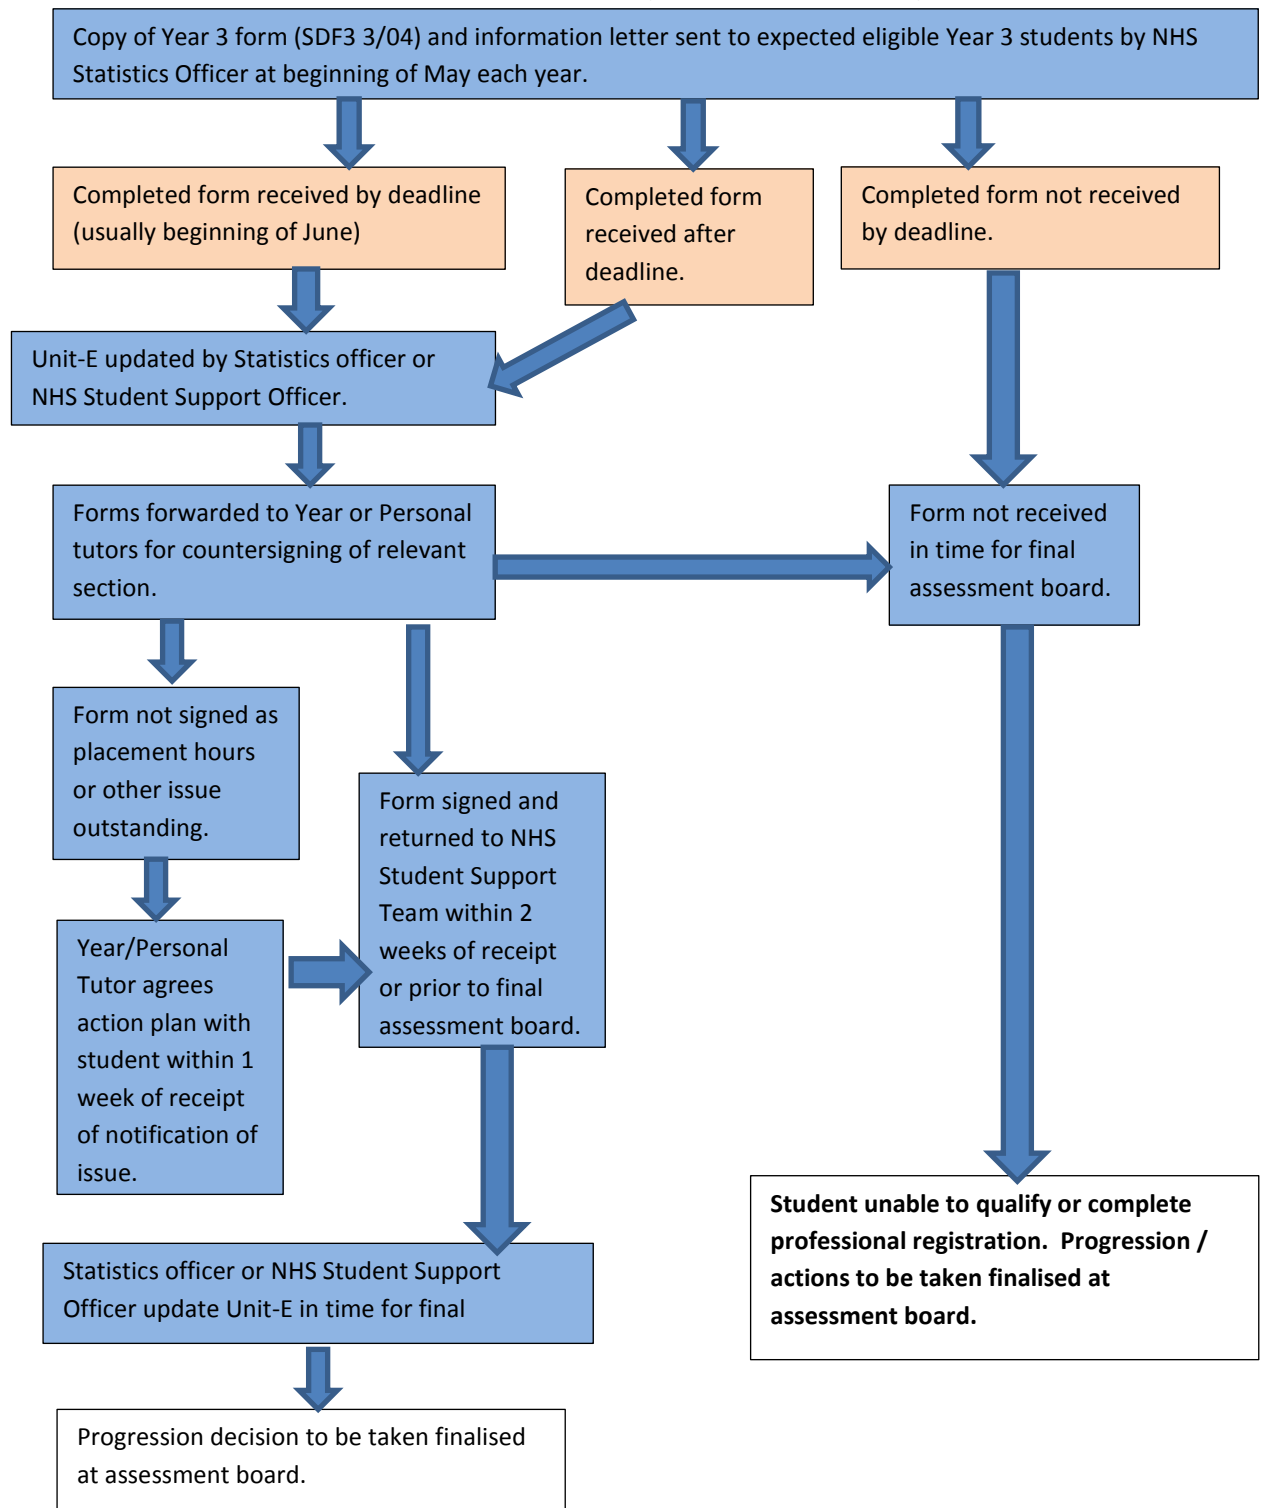 Copy of Year 3 form (SDF3 3/04) and information letter sent to expected eligible Year 3 students by NHS
Statistics Officer at beginning of May each year.
Completed form received by deadline
(usually beginning of June)
Completed form
received after
deadline.
Completed form not received
by deadline.
Unit-E updated by Statistics officer or
NHS Student Support Officer.
Forms forwarded to Year or Personal
tutors for countersigning of relevant
section.
Form not received
in time for final
assessment board.
Form not signed as
placement hours
or other issue
outstanding.
Form signed and
returned to NHS
Student Support
Team within 2
weeks of receipt
or prior to final
assessment board.
Year/Personal
Tutor agrees
action plan with
student within 1
week of receipt
of notification of
issue.
Student unable to qualify or complete
professional registration.  Progression /
actions to be taken finalised at
assessment board.
Statistics officer or NHS Student Support
Officer update Unit-E in time for final
Progression decision to be taken finalised
at assessment board.